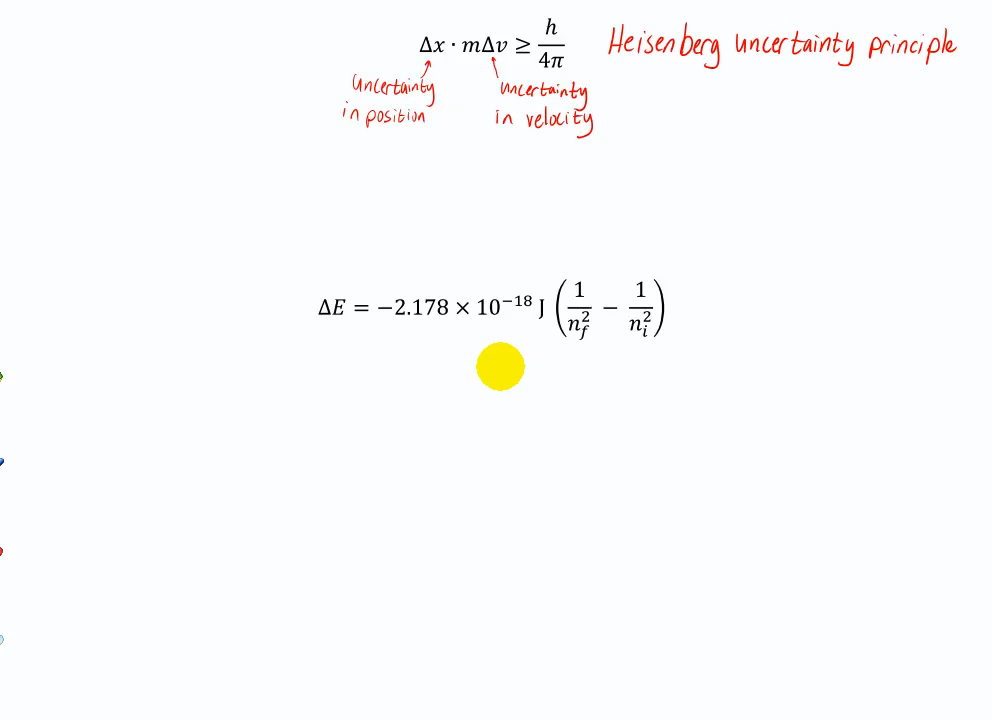 Δx · mΔv ≥ h/4π Heisenberg uncertainty principle
uncertainty uncertainty
in position in velocity
ΔE = −2.178 × 10⁻¹⁸ J (1/n_f² − 1/n_i²)